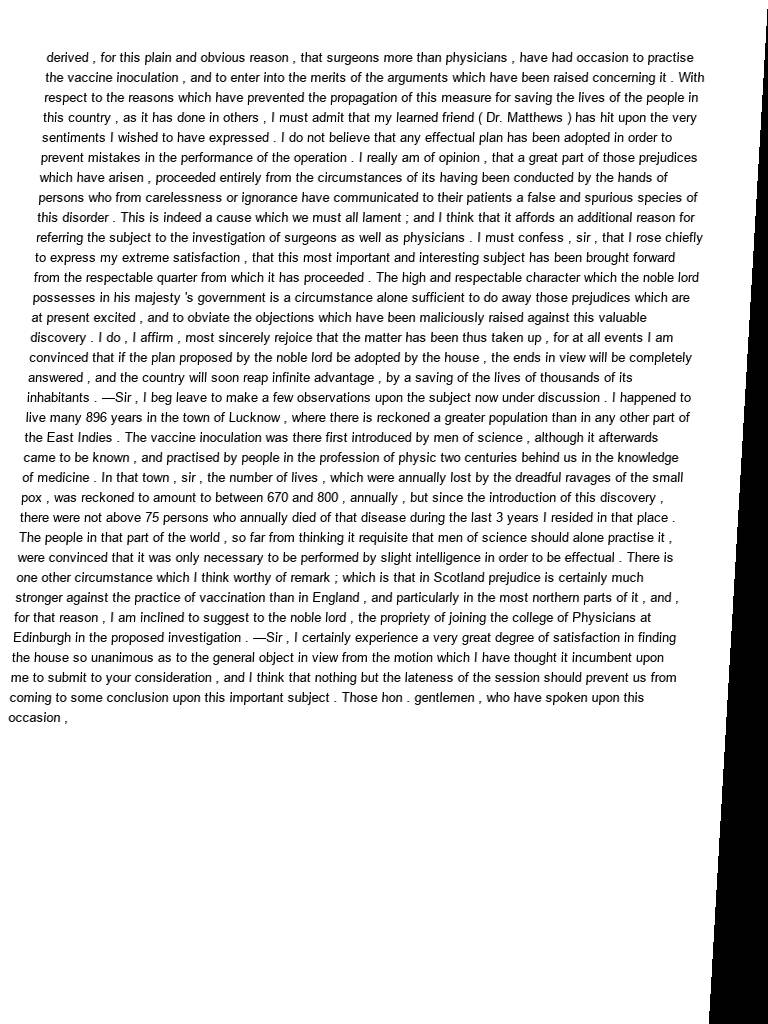 derived , for this plain and obvious reason , that surgeons more than physicians , have had occasion to practise
the vaccine inoculation , and to enter into the merits of the arguments which have been raised concerning it . With
respect to the reasons which have prevented the propagation of this measure for saving the lives of the people in
this country , as it has done in others , I must admit that my learned friend ( Dr. Matthews ) has hit upon the very
sentiments I wished to have expressed . I do not believe that any effectual plan has been adopted in order to
prevent mistakes in the performance of the operation . I really am of opinion , that a great part of those prejudices
which have arisen , proceeded entirely from the circumstances of its having been conducted by the hands of
persons who from carelessness or ignorance have communicated to their patients a false and spurious species of
this disorder . This is indeed a cause which we must all lament ; and I think that it affords an additional reason for
referring the subject to the investigation of surgeons as well as physicians . I must confess , sir , that I rose chiefly
to express my extreme satisfaction , that this most important and interesting subject has been brought forward
from the respectable quarter from which it has proceeded . The high and respectable character which the noble lord
possesses in his majesty 's government is a circumstance alone sufficient to do away those prejudices which are
at present excited , and to obviate the objections which have been maliciously raised against this valuable
discovery . I do , I affirm , most sincerely rejoice that the matter has been thus taken up , for at all events I am
convinced that if the plan proposed by the noble lord be adopted by the house , the ends in view will be completely
answered , and the country will soon reap infinite advantage , by a saving of the lives of thousands of its
inhabitants . —Sir , I beg leave to make a few observations upon the subject now under discussion . I happened to
live many 896 years in the town of Lucknow , where there is reckoned a greater population than in any other part of
the East Indies . The vaccine inoculation was there first introduced by men of science , although it afterwards
came to be known , and practised by people in the profession of physic two centuries behind us in the knowledge
of medicine . In that town , sir , the number of lives , which were annually lost by the dreadful ravages of the small
pox , was reckoned to amount to between 670 and 800 , annually , but since the introduction of this discovery ,
there were not above 75 persons who annually died of that disease during the last 3 years I resided in that place .
The people in that part of the world , so far from thinking it requisite that men of science should alone practise it ,
were convinced that it was only necessary to be performed by slight intelligence in order to be effectual . There is
one other circumstance which I think worthy of remark ; which is that in Scotland prejudice is certainly much
stronger against the practice of vaccination than in England , and particularly in the most northern parts of it , and ,
for that reason , I am inclined to suggest to the noble lord , the propriety of joining the college of Physicians at
Edinburgh in the proposed investigation . —Sir , I certainly experience a very great degree of satisfaction in finding
the house so unanimous as to the general object in view from the motion which I have thought it incumbent upon
me to submit to your consideration , and I think that nothing but the lateness of the session should prevent us from
coming to some conclusion upon this important subject . Those hon . gentlemen , who have spoken upon this
occasion ,